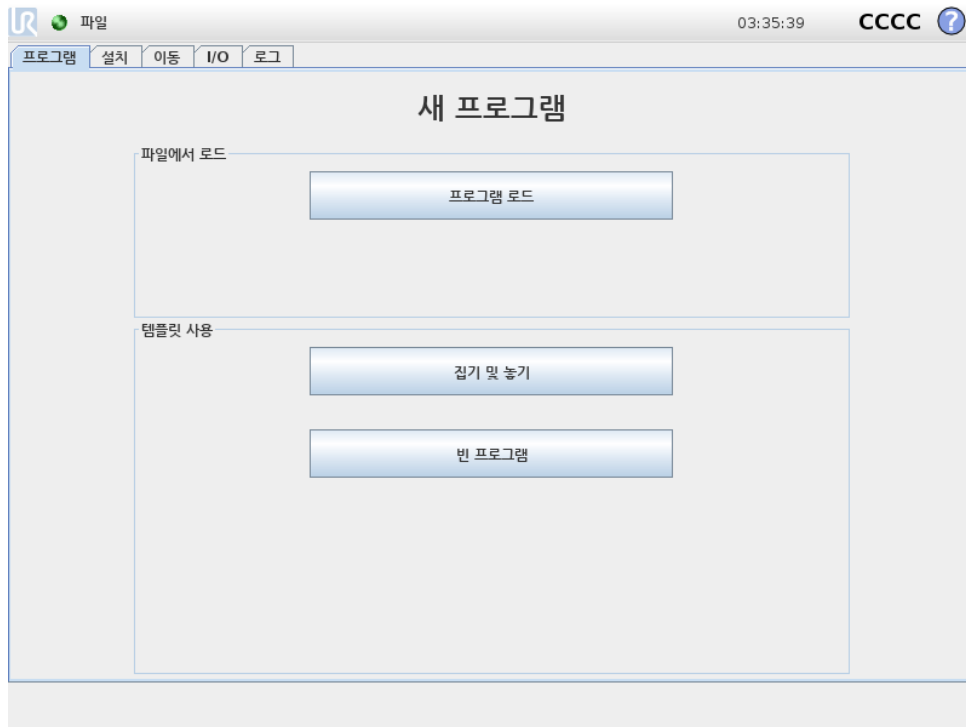 UR 파일 03:35:39 CCCC ?
프로그램 설치 이동 I/O 로그
새 프로그램
파일에서 로드
프로그램 로드
템플릿 사용
집기 및 놓기
빈 프로그램